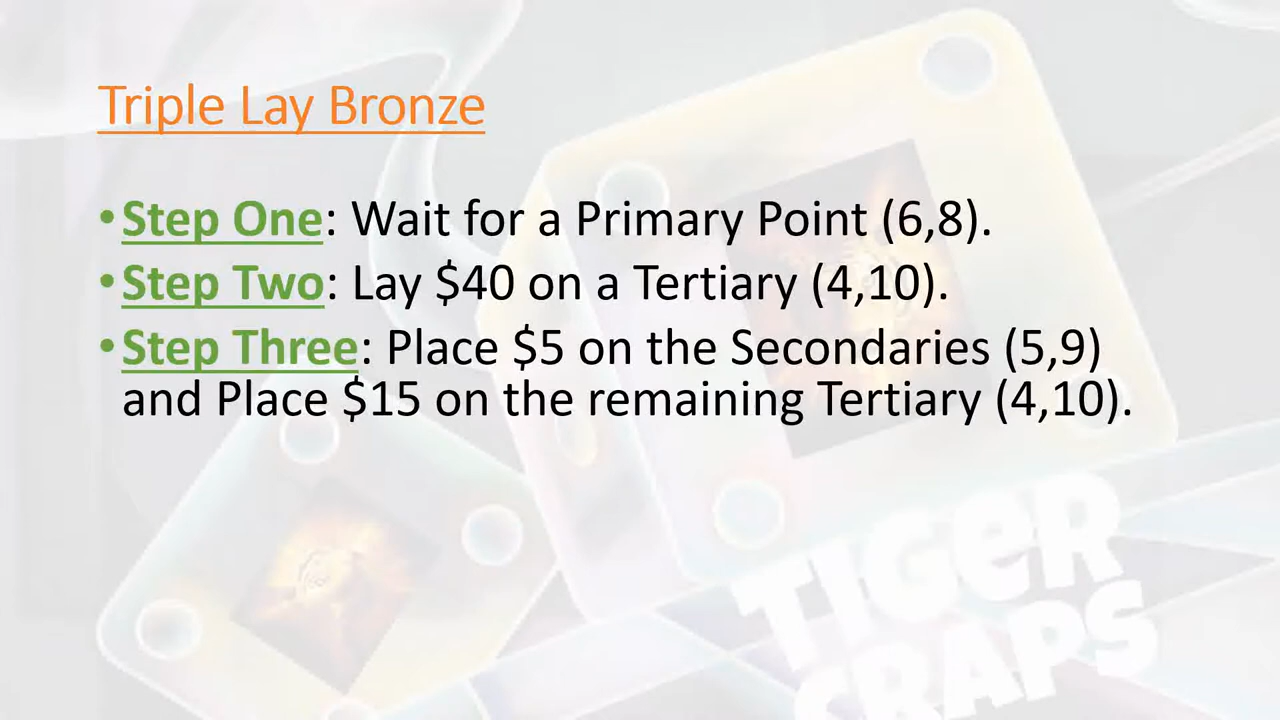 Triple Lay Bronze
•Step One: Wait for a Primary Point (6,8).
•Step Two: Lay $40 on a Tertiary (4,10).
•Step Three: Place $5 on the Secondaries (5,9)
and Place $15 on the remaining Tertiary (4,10).
TIGER
CRAPS